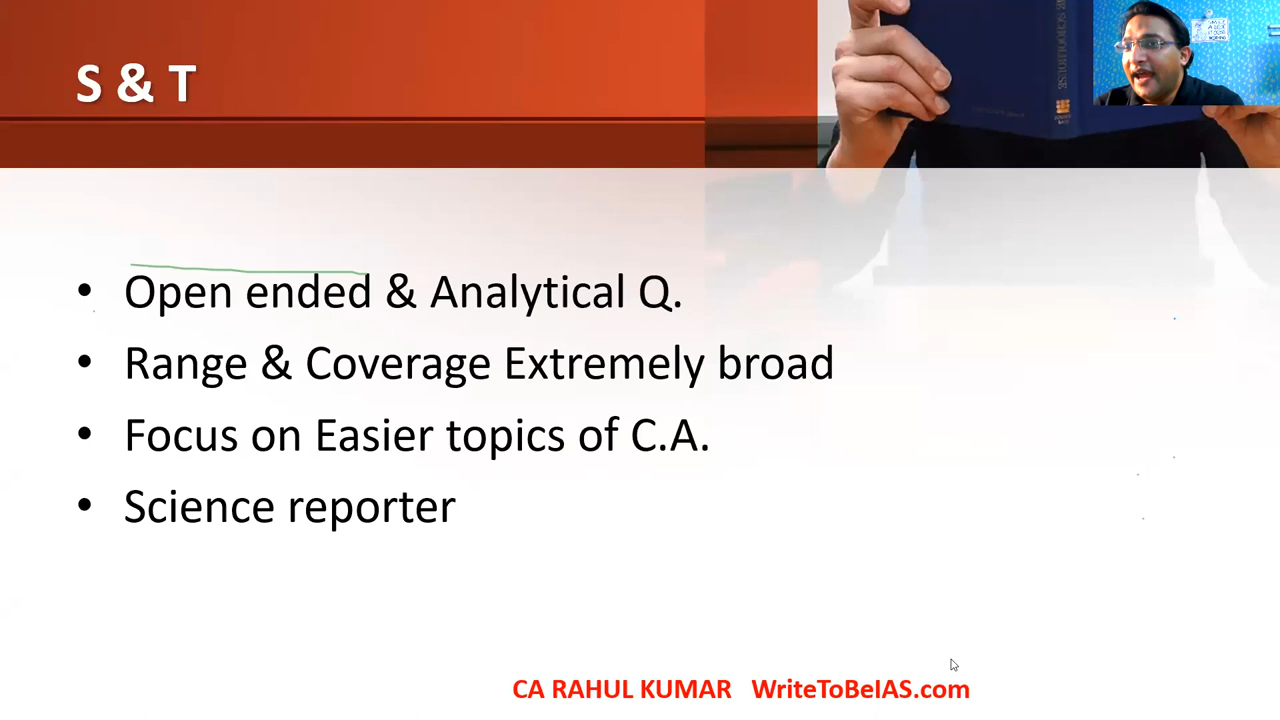 S & T
• Open ended & Analytical Q.
• Range & Coverage Extremely broad
• Focus on Easier topics of C.A.
• Science reporter
CA RAHUL KUMAR WriteToBeIAS.com